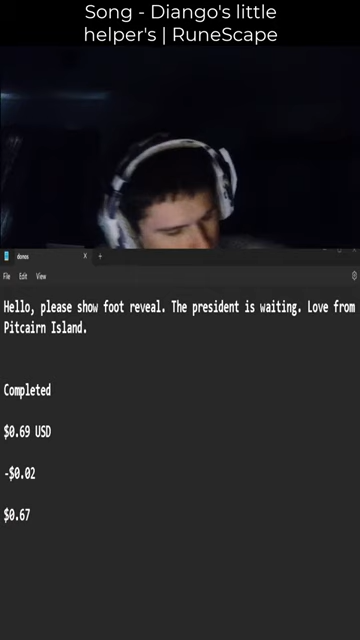 Song - Diango's little
helper's | RuneScape
donos
File Edit View
Hello, please show foot reveal. The president is waiting. Love from
Pitcairn Island.
Completed
$0.69 USD
-$0.02
$0.67